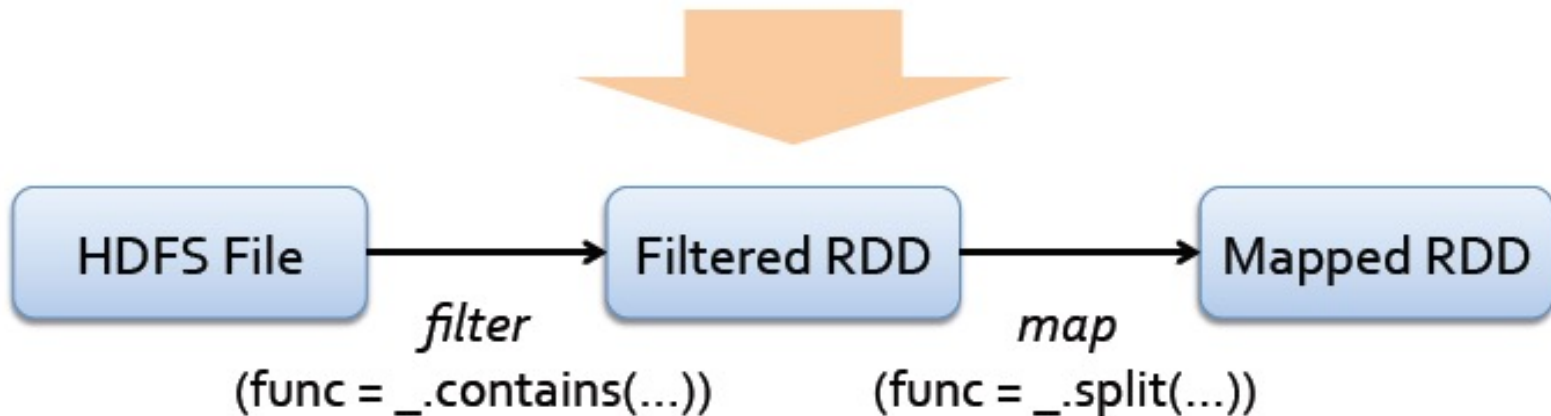 HDFS File
Filtered RDD
Mapped RDD
filter
(func = _.contains(...))
map
(func = _.split(...))